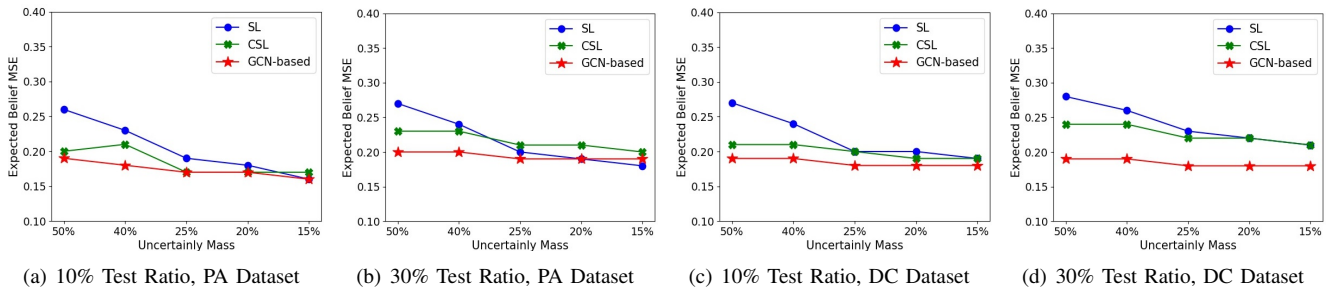 0.40
0.35
0.30
0.25
0.20
0.15
0.10
Expected Belief MSE
SL
CSL
GCN-based
50% 40% 25% 20% 15%
Uncertainly Mass
(a) 10% Test Ratio, PA Dataset
0.40
0.35
0.30
0.25
0.20
0.15
0.10
Expected Belief MSE
SL
CSL
GCN-based
50% 40% 25% 20% 15%
Uncertainly Mass
(b) 30% Test Ratio, PA Dataset
0.40
0.35
0.30
0.25
0.20
0.15
0.10
Expected Belief MSE
SL
CSL
GCN-based
50% 40% 25% 20% 15%
Uncertainly Mass
(c) 10% Test Ratio, DC Dataset
0.40
0.35
0.30
0.25
0.20
0.15
0.10
Expected Belief MSE
SL
CSL
GCN-based
50% 40% 25% 20% 15%
Uncertainly Mass
(d) 30% Test Ratio, DC Dataset